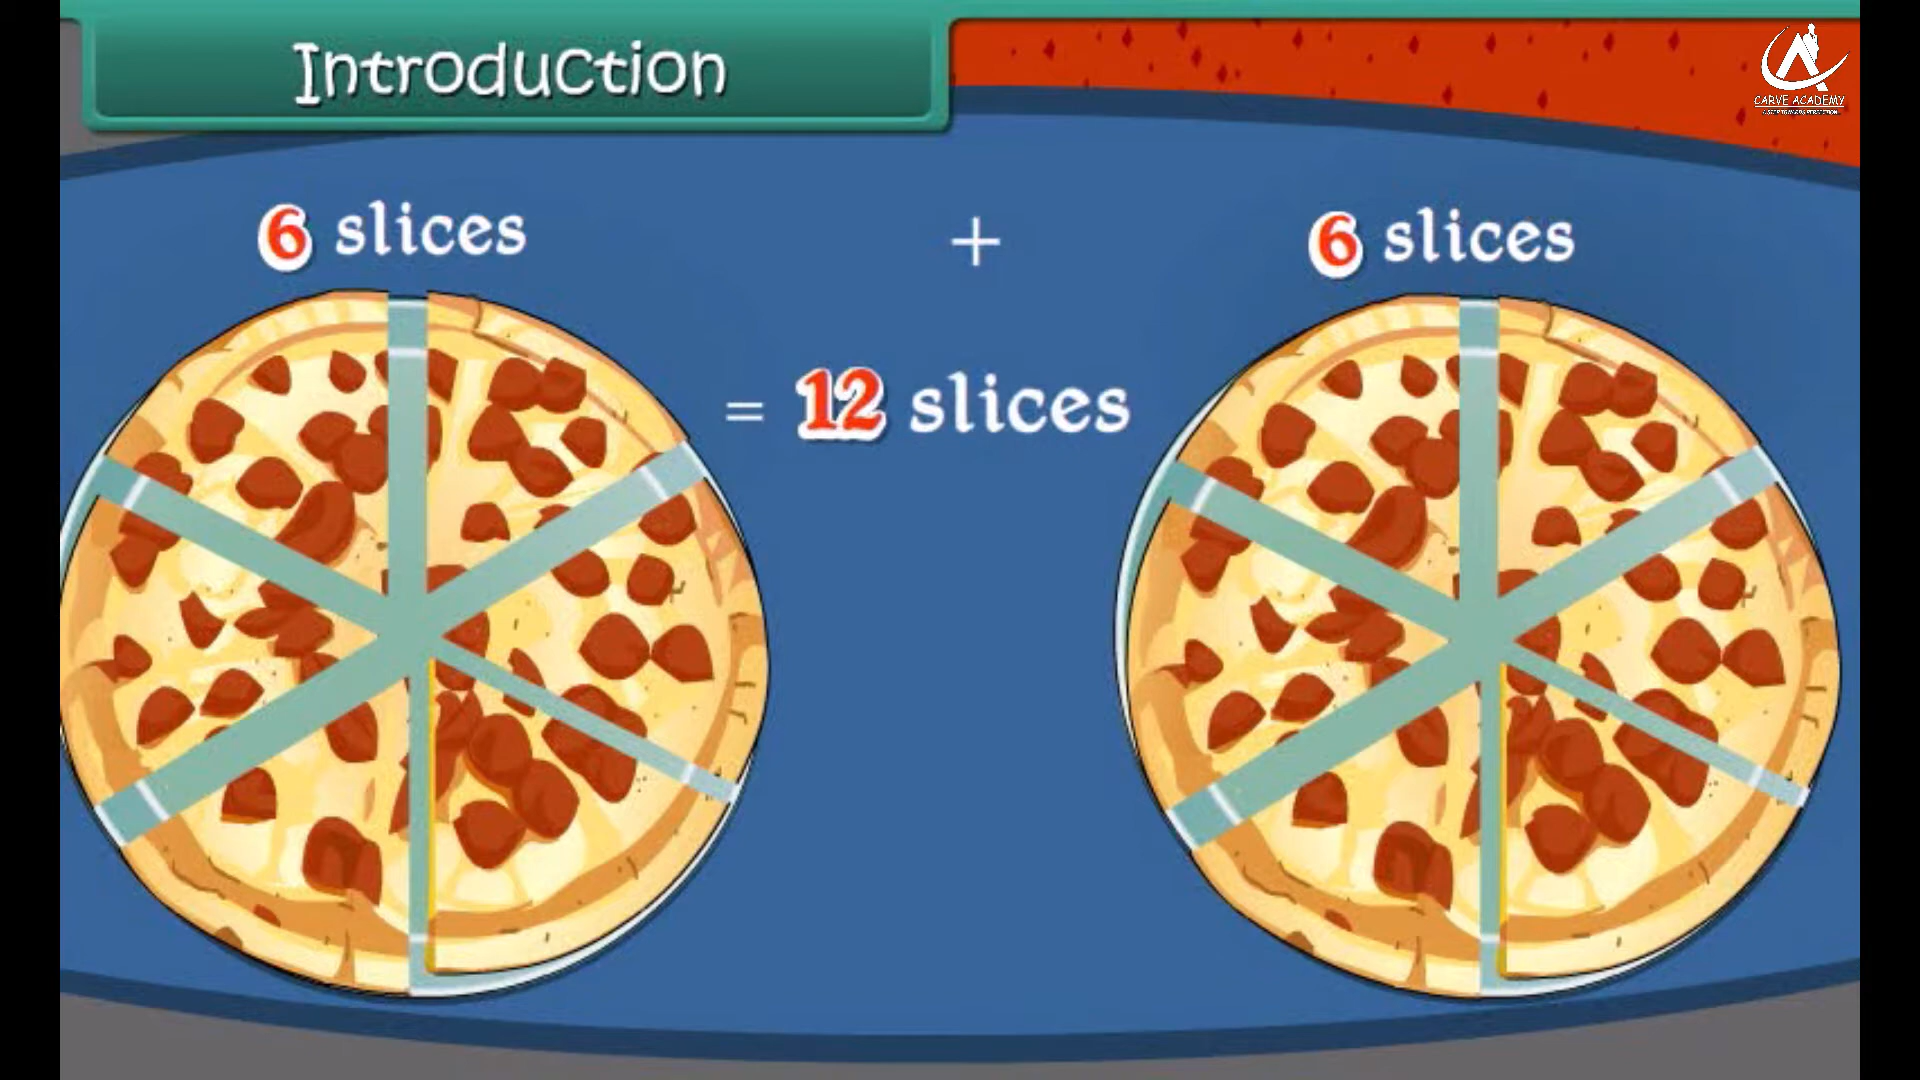 Introduction
CARVE ACADEMY
6 slices + 6 slices
= 12 slices